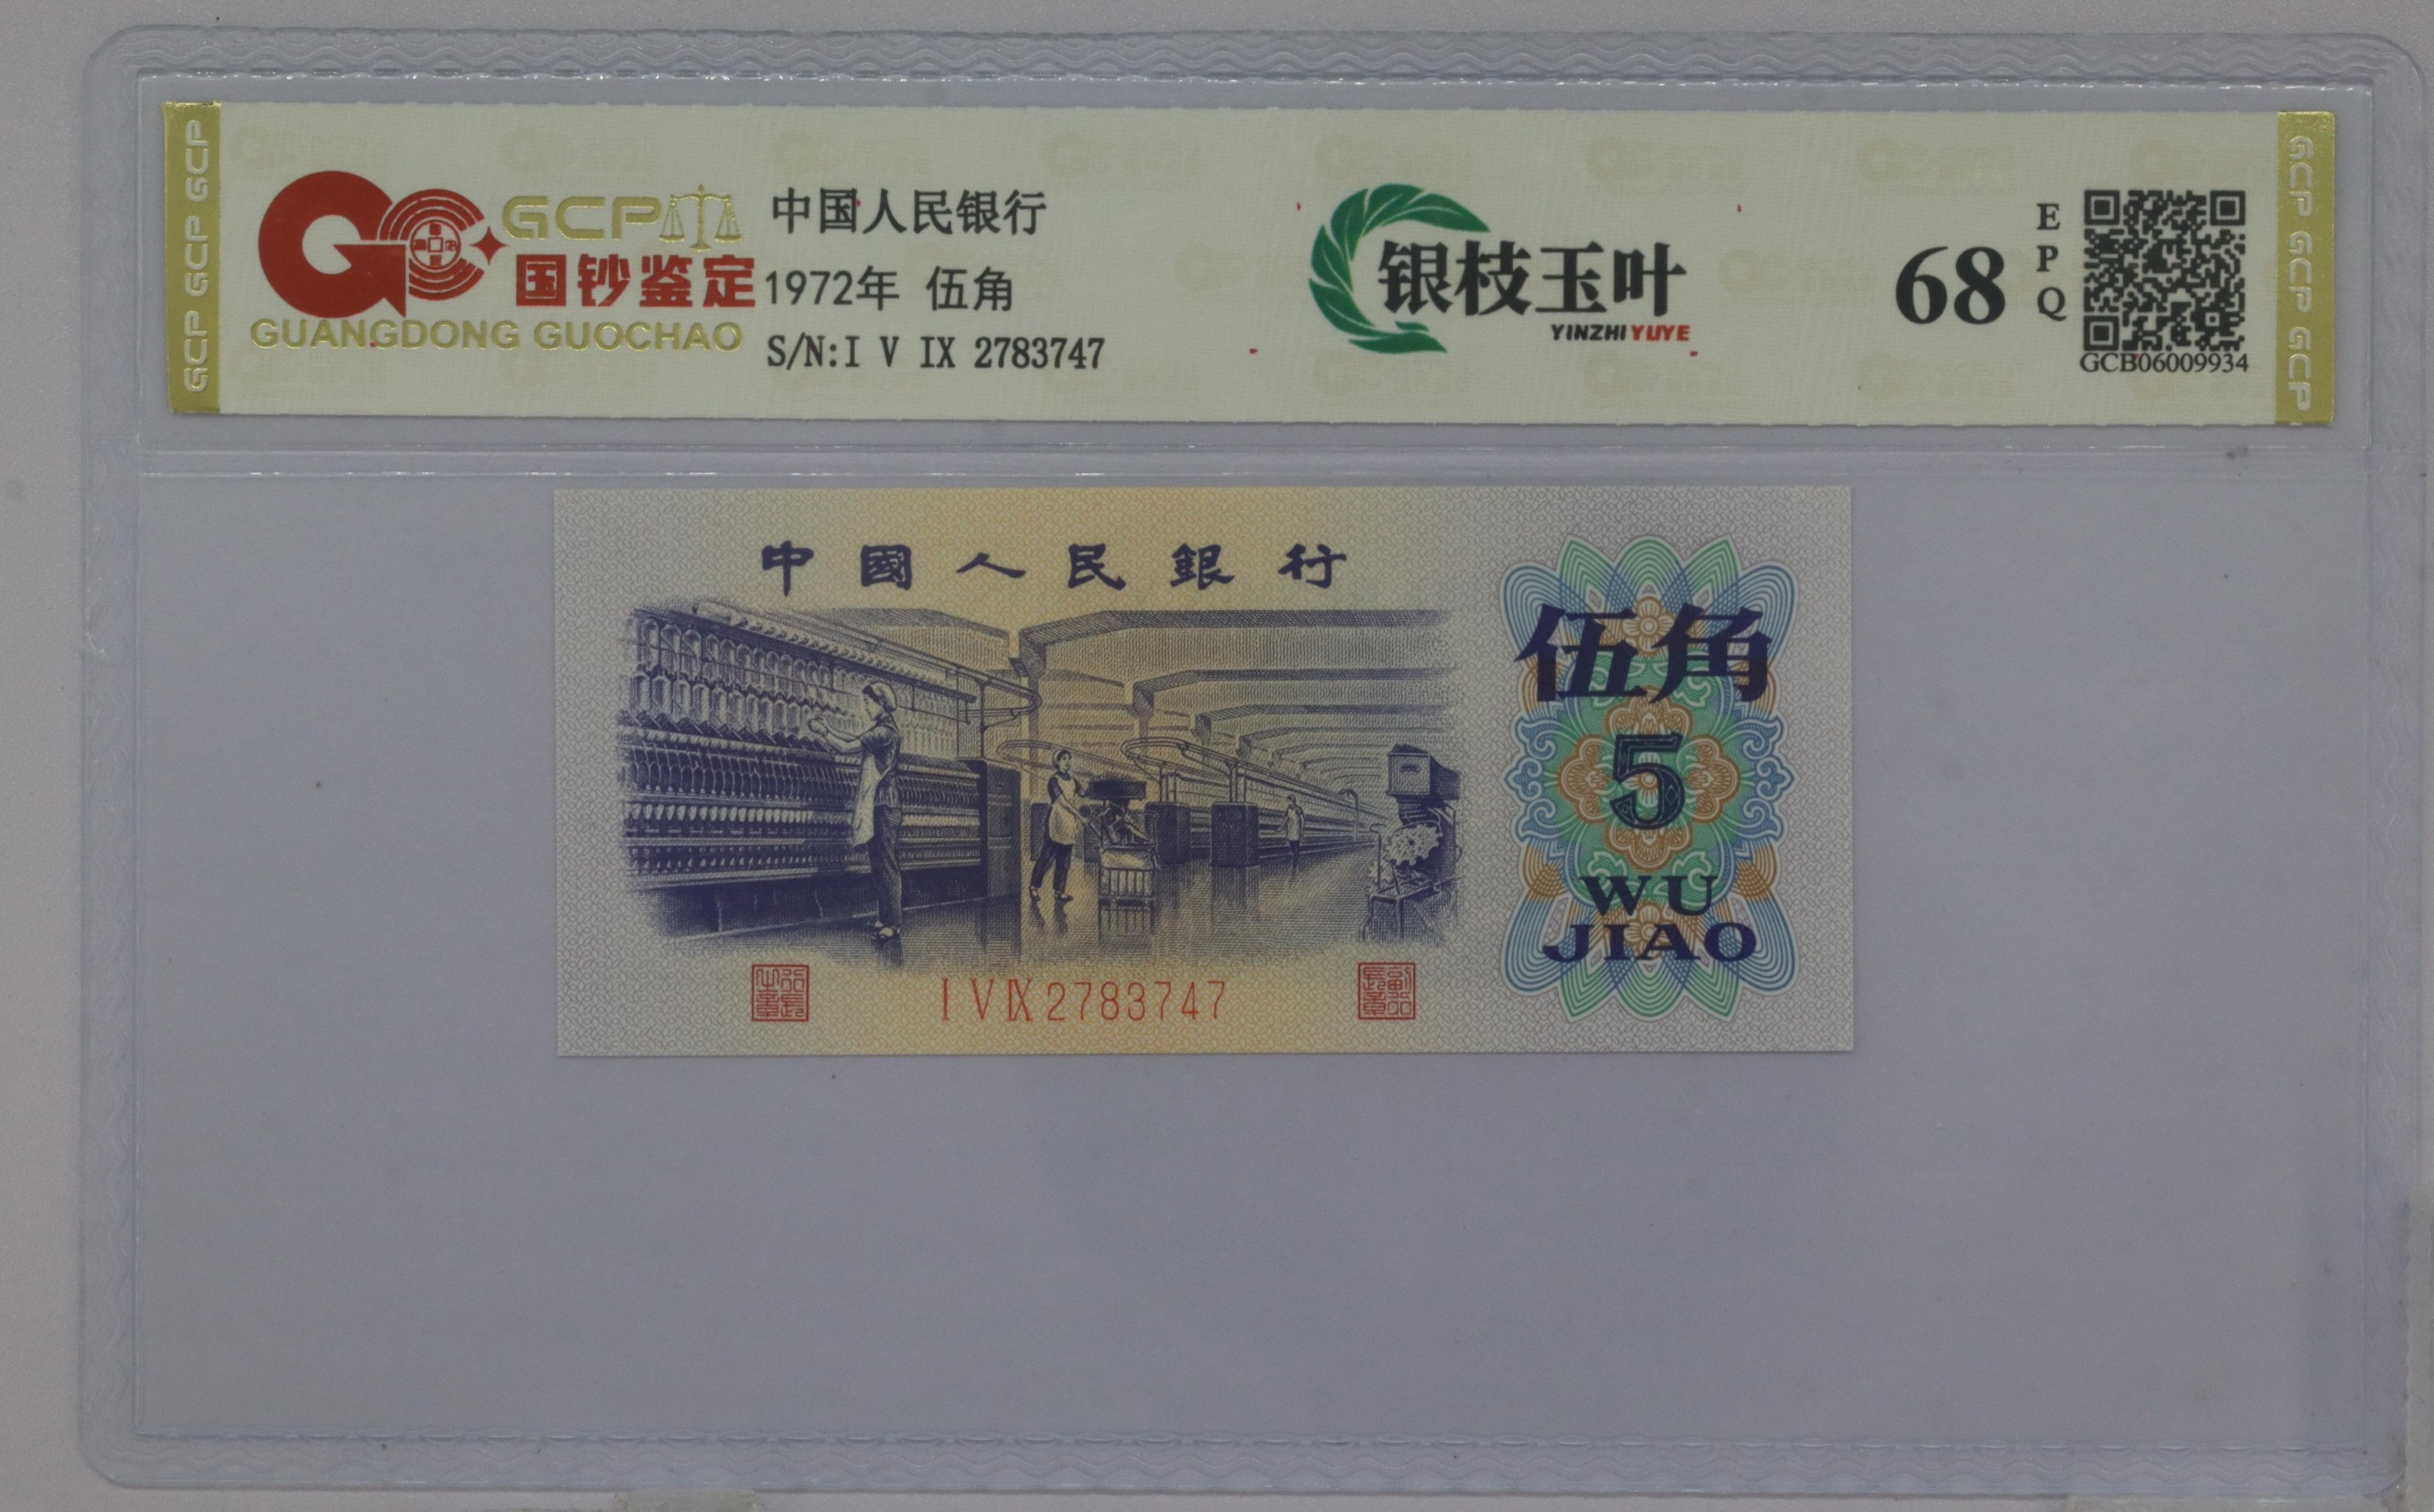 GCP GCP GCP
GCP
国钞鉴定
GUANGDONG GUOCHAO
中国人民银行
1972年 伍角
S/N:I V IX 2783747
银枝玉叶
YINZHI YUYE
68
EPQ
GCB06009934
GCP GCP GCP
中國人民銀行
伍角
5
WU
JIAO
I V IX 2783747